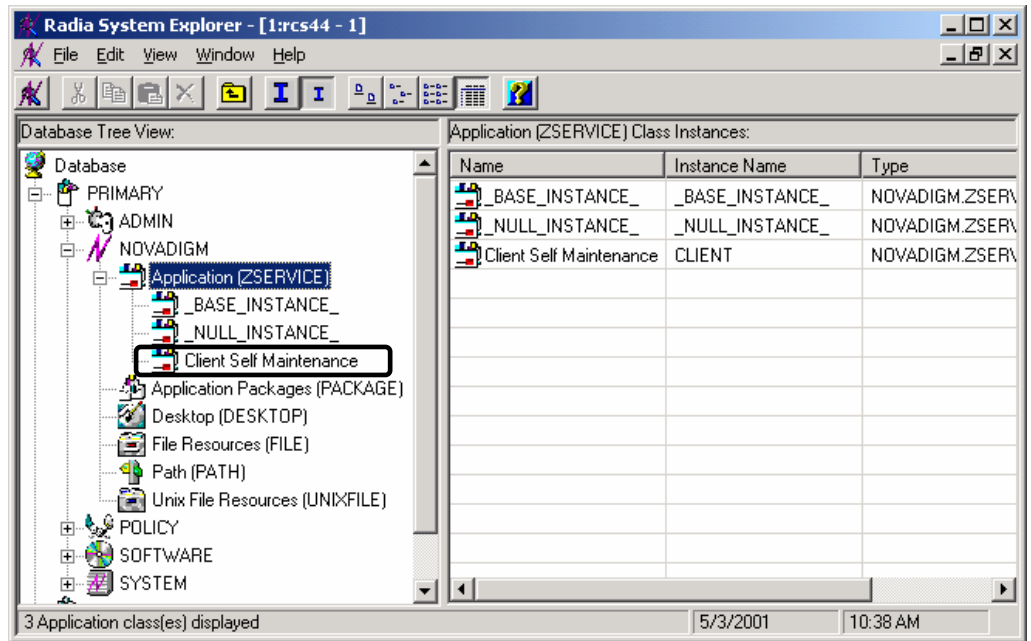 Radia System Explorer - [1:rcs44 - 1]
File Edit View Window Help
Database Tree View:
Database
PRIMARY
ADMIN
NOVADIGM
Application (ZSERVICE)
_BASE_INSTANCE_
_NULL_INSTANCE_
Client Self Maintenance
Application Packages (PACKAGE)
Desktop (DESKTOP)
File Resources (FILE)
Path (PATH)
Unix File Resources (UNIXFILE)
POLICY
SOFTWARE
SYSTEM
Application (ZSERVICE) Class Instances:
Name Instance Name Type
_BASE_INSTANCE_ _BASE_INSTANCE_ NOVADIGM.ZSERV
_NULL_INSTANCE_ _NULL_INSTANCE_ NOVADIGM.ZSERV
Client Self Maintenance CLIENT NOVADIGM.ZSERV
3 Application class(es) displayed 5/3/2001 10:38 AM